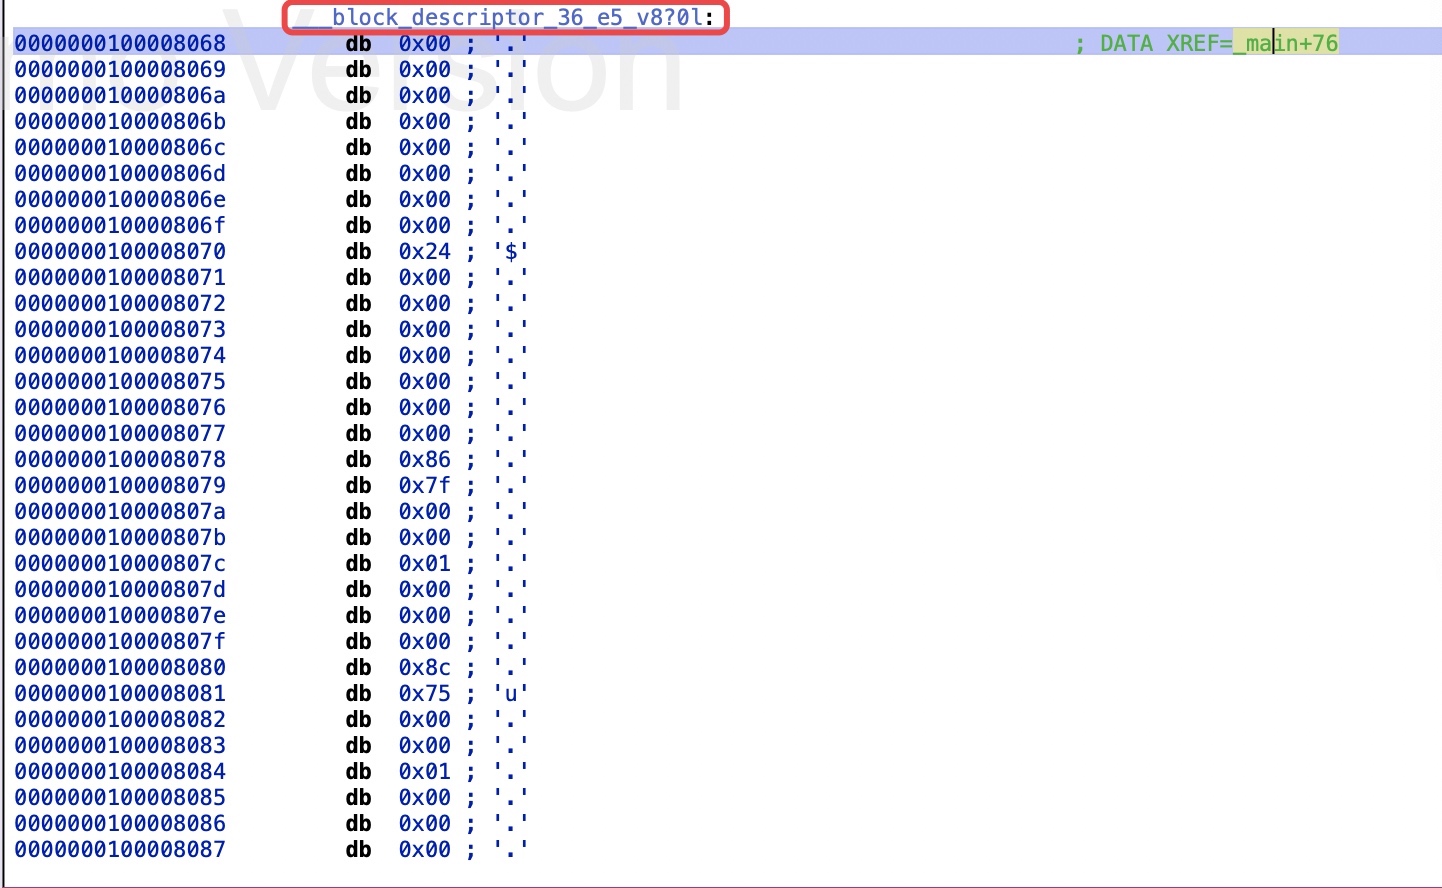 ___block_descriptor_36_e5_v8?0l:
0000000100008068 db 0x00 ; '.' ; DATA XREF=_main+76
0000000100008069 db 0x00 ; '.'
000000010000806a db 0x00 ; '.'
000000010000806b db 0x00 ; '.'
000000010000806c db 0x00 ; '.'
000000010000806d db 0x00 ; '.'
000000010000806e db 0x00 ; '.'
000000010000806f db 0x00 ; '.'
0000000100008070 db 0x24 ; '$'
0000000100008071 db 0x00 ; '.'
0000000100008072 db 0x00 ; '.'
0000000100008073 db 0x00 ; '.'
0000000100008074 db 0x00 ; '.'
0000000100008075 db 0x00 ; '.'
0000000100008076 db 0x00 ; '.'
0000000100008077 db 0x00 ; '.'
0000000100008078 db 0x86 ; '.'
0000000100008079 db 0x7f ; '.'
000000010000807a db 0x00 ; '.'
000000010000807b db 0x00 ; '.'
000000010000807c db 0x01 ; '.'
000000010000807d db 0x00 ; '.'
000000010000807e db 0x00 ; '.'
000000010000807f db 0x00 ; '.'
0000000100008080 db 0x8c ; '.'
0000000100008081 db 0x75 ; 'u'
0000000100008082 db 0x00 ; '.'
0000000100008083 db 0x00 ; '.'
0000000100008084 db 0x01 ; '.'
0000000100008085 db 0x00 ; '.'
0000000100008086 db 0x00 ; '.'
0000000100008087 db 0x00 ; '.'
Version